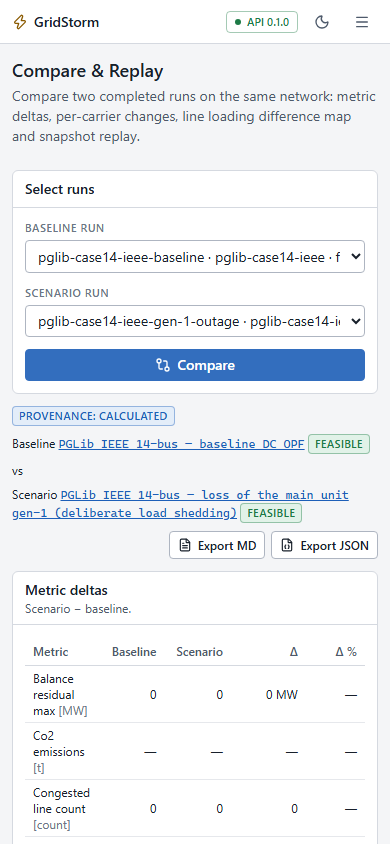 GridStorm
API 0.1.0
Compare & Replay
Compare two completed runs on the same network: metric
deltas, per-carrier changes, line loading difference map
and snapshot replay.
Select runs
BASELINE RUN
pglib-case14-ieee-baseline · pglib-case14-ieee · f
SCENARIO RUN
pglib-case14-ieee-gen-1-outage · pglib-case14-i
Compare
PROVENANCE: CALCULATED
Baseline PGLib IEEE 14-bus — baseline DC OPF FEASIBLE
vs
Scenario PGLib IEEE 14-bus — loss of the main unit
gen-1 (deliberate load shedding) FEASIBLE
Export MD Export JSON
Metric deltas
Scenario − baseline.
Metric Baseline Scenario Δ Δ %
Balance
residual
max [MW] 0 0 0 MW —
Co2
emissions
[t] — — — —
Congested
line count
[count] 0 0 0 —